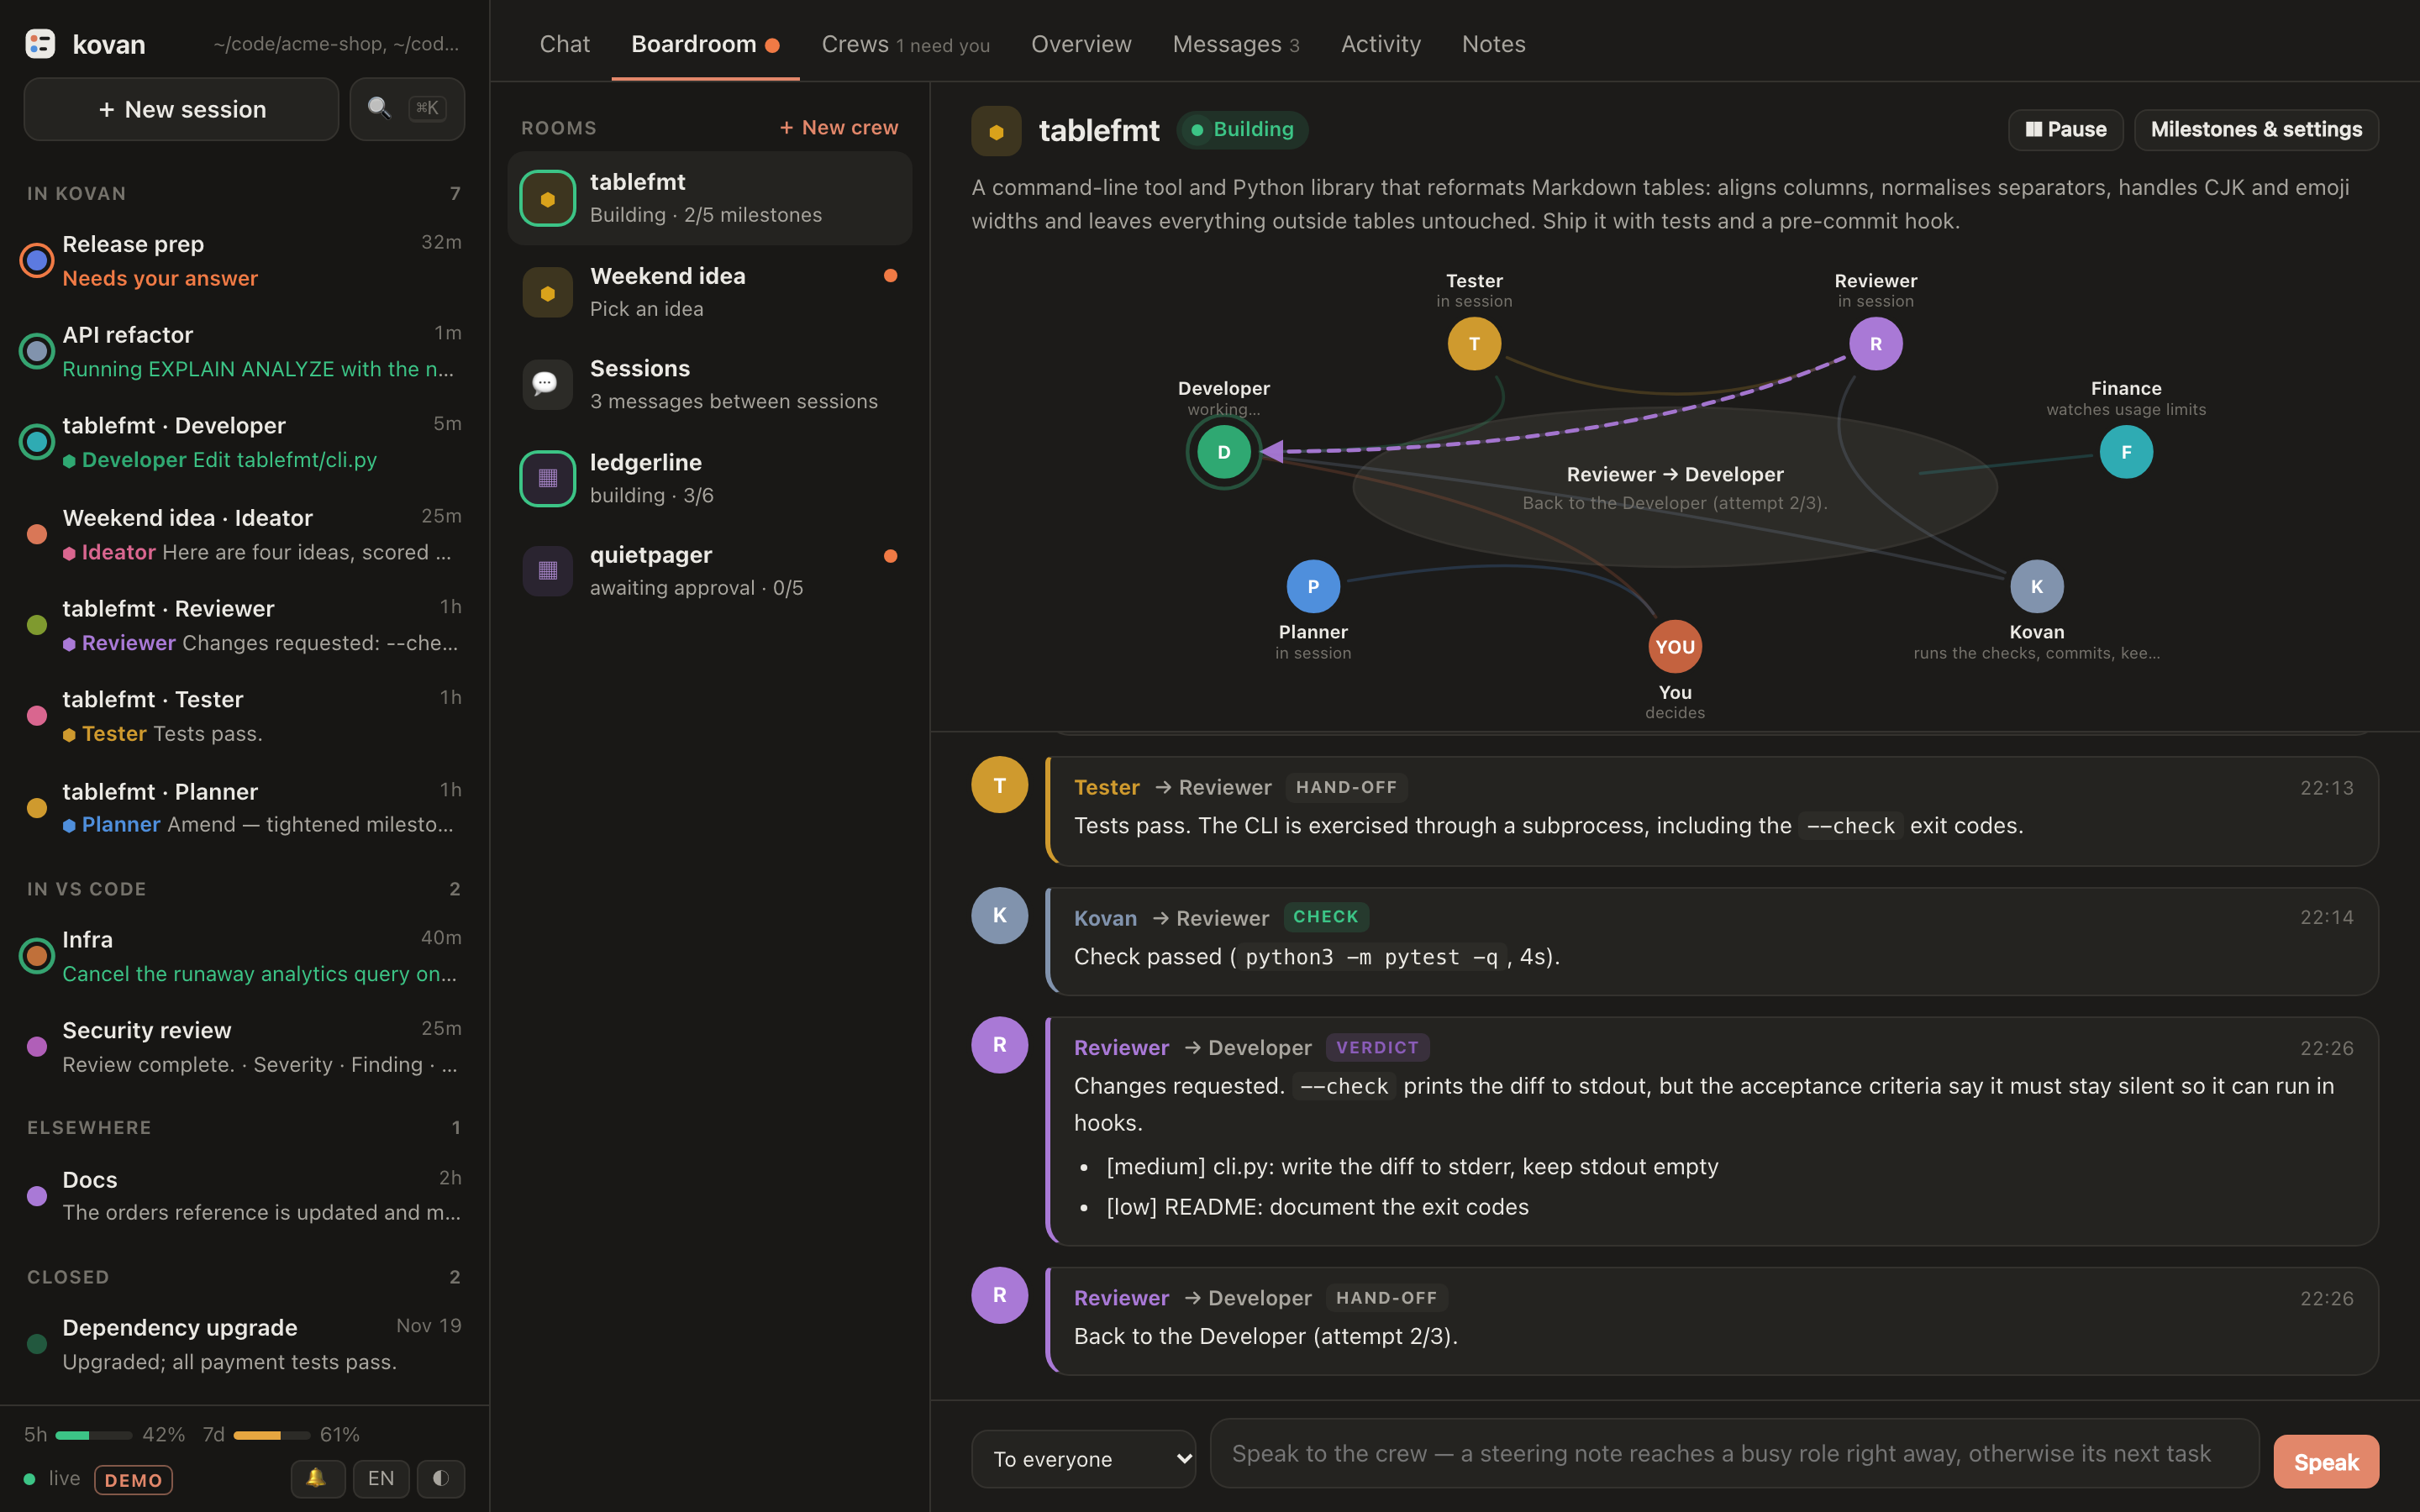 kovan
~/code/acme-shop, ~/cod...
+ New session
⌘K
IN KOVAN 7
Release prep 32m
Needs your answer
API refactor 1m
Running EXPLAIN ANALYZE with the n...
tablefmt · Developer 5m
Developer Edit tablefmt/cli.py
Weekend idea · Ideator 25m
Ideator Here are four ideas, scored ...
tablefmt · Reviewer 1h
Reviewer Changes requested: --che...
tablefmt · Tester 1h
Tester Tests pass.
tablefmt · Planner 1h
Planner Amend — tightened milesto...
IN VS CODE 2
Infra 40m
Cancel the runaway analytics query on...
Security review 25m
Review complete. · Severity · Finding · ...
ELSEWHERE 1
Docs 2h
The orders reference is updated and m...
CLOSED 2
Dependency upgrade Nov 19
Upgraded; all payment tests pass.
5h 42% 7d 61%
live DEMO EN
Chat Boardroom Crews 1 need you Overview Messages 3 Activity Notes
ROOMS + New crew
tablefmt
Building · 2/5 milestones
Weekend idea
Pick an idea
Sessions
3 messages between sessions
ledgerline
building · 3/6
quietpager
awaiting approval · 0/5
tablefmt Building Pause Milestones & settings
A command-line tool and Python library that reformats Markdown tables: aligns columns, normalises separators, handles CJK and emoji
widths and leaves everything outside tables untouched. Ship it with tests and a pre-commit hook.
Tester
in session
T
Reviewer
in session
R
Developer
working...
D
Finance
watches usage limits
F
Reviewer → Developer
Back to the Developer (attempt 2/3).
P
Planner
in session
YOU
You
decides
K
Kovan
runs the checks, commits, kee...
T
Tester → Reviewer HAND-OFF 22:13
Tests pass. The CLI is exercised through a subprocess, including the --check exit codes.
K
Kovan → Reviewer CHECK 22:14
Check passed ( python3 -m pytest -q , 4s).
R
Reviewer → Developer VERDICT 22:26
Changes requested. --check prints the diff to stdout, but the acceptance criteria say it must stay silent so it can run in
hooks.
• [medium] cli.py: write the diff to stderr, keep stdout empty
• [low] README: document the exit codes
R
Reviewer → Developer HAND-OFF 22:26
Back to the Developer (attempt 2/3).
To everyone
Speak to the crew — a steering note reaches a busy role right away, otherwise its next task
Speak